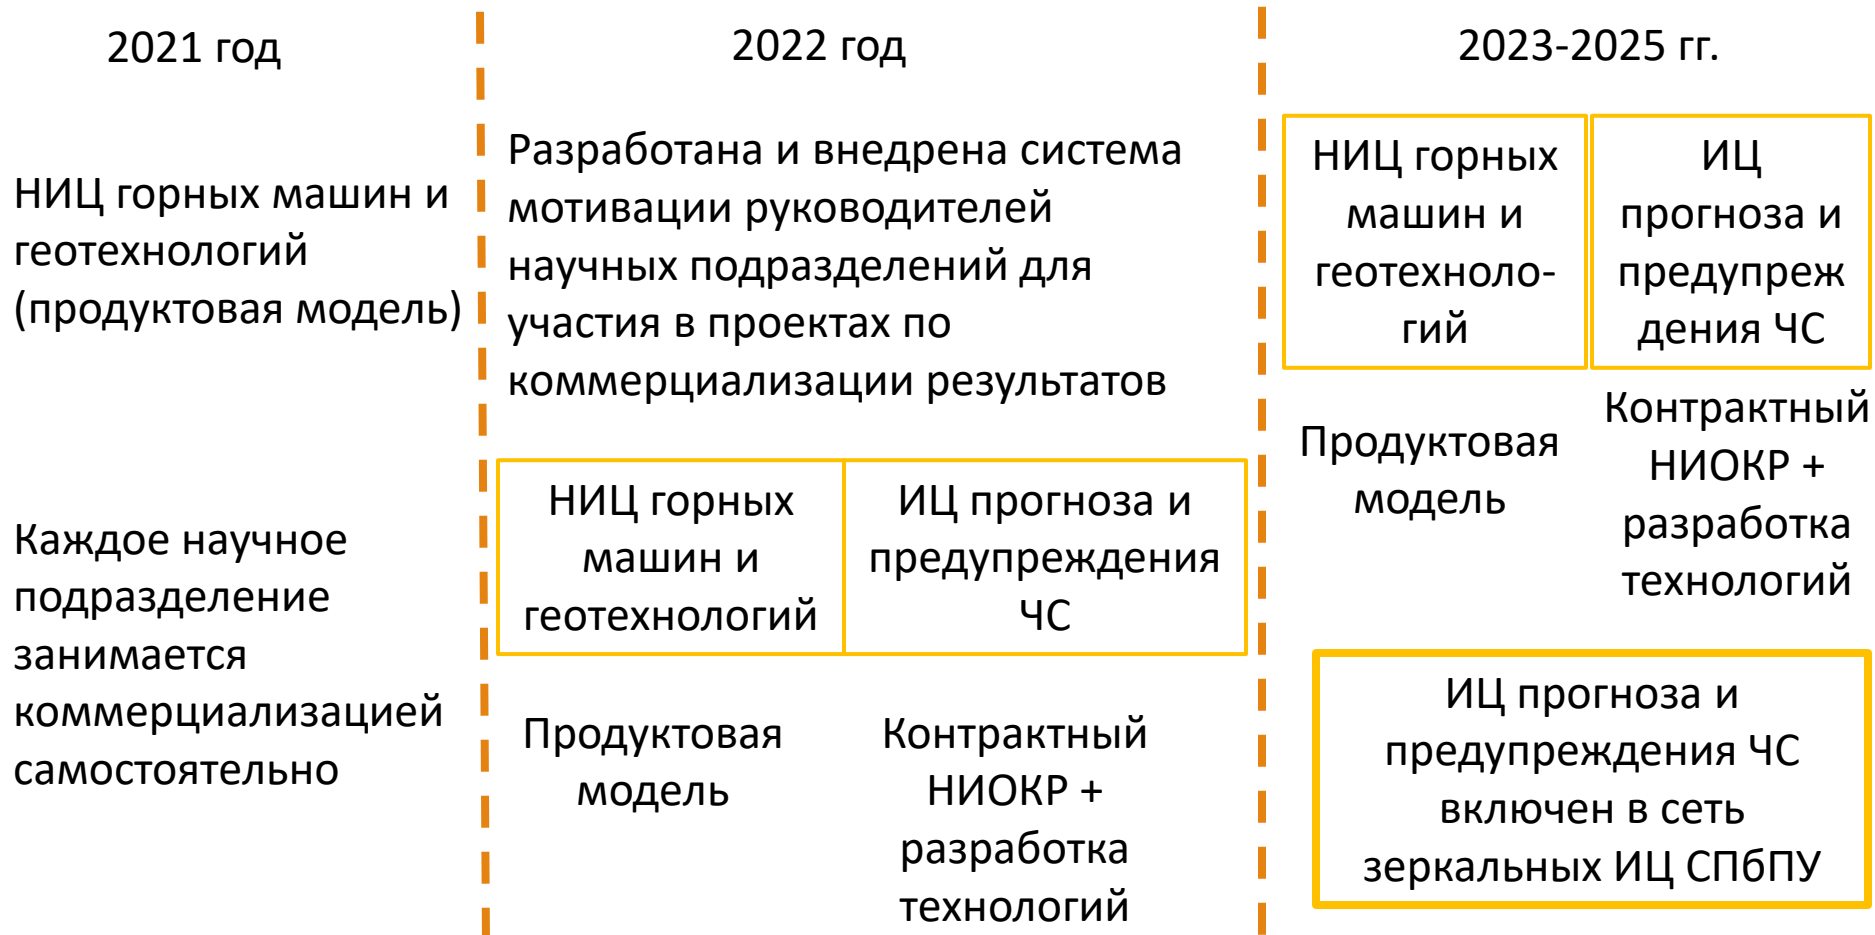 2021 год
НИЦ горных машин и
геотехнологий
(продуктовая модель)
Каждое научное
подразделение
занимается
коммерциализацией
самостоятельно
2022 год
Разработана и внедрена система
мотивации руководителей
научных подразделений для
участия в проектах по
коммерциализации результатов
НИЦ горных
машин и
геотехнологий
ИЦ прогноза и
предупреждения
ЧС
Продуктовая
модель
Контрактный
НИОКР +
разработка
технологий
2023-2025 гг.
НИЦ горных
машин и
геотехноло-
гий
ИЦ
прогноза и
предупреж
дения ЧС
Продуктовая
модель
Контрактный
НИОКР +
разработка
технологий
ИЦ прогноза и
предупреждения ЧС
включен в сеть
зеркальных ИЦ СПбПУ